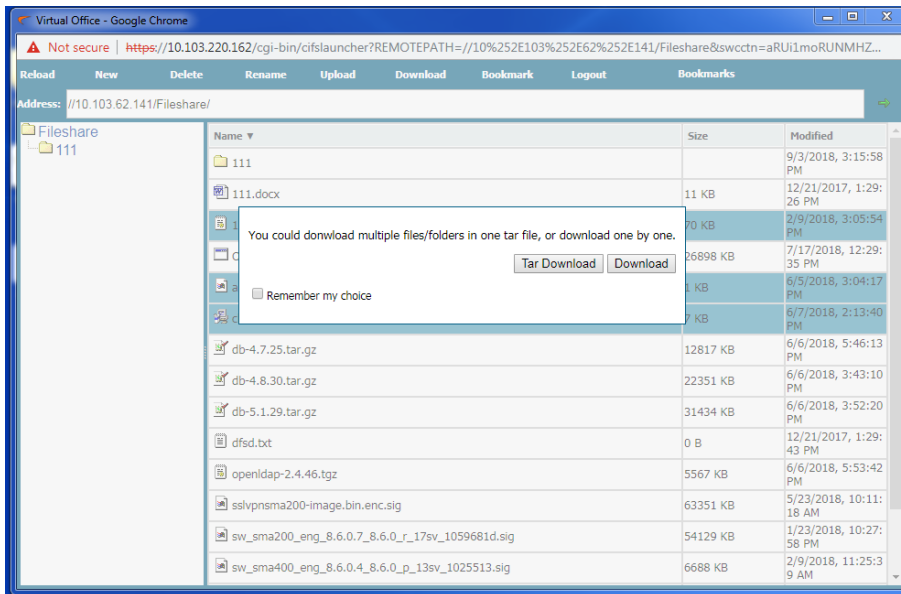 Virtual Office - Google Chrome
Not secure | https://10.103.220.162/cgi-bin/cifslauncher?REMOTEPATH=//10%252E103%252E62%252E141/Fileshare&swcctn=aRUi1moRUNMHZ...
Reload New Delete Rename Upload Download Bookmark Logout Bookmarks
Address: //10.103.62.141/Fileshare/
Fileshare
111
Name ▼ Size Modified
111 9/3/2018, 3:15:58 PM
111.docx 11 KB 12/21/2017, 1:29:26 PM
70 KB 2/9/2018, 3:05:54 PM
26898 KB 7/17/2018, 12:29:35 PM
1 KB 6/5/2018, 3:04:17 PM
7 KB 6/7/2018, 2:13:40 PM
You could donwload multiple files/folders in one tar file, or download one by one.
Tar Download Download
Remember my choice
db-4.7.25.tar.gz 12817 KB 6/6/2018, 5:46:13 PM
db-4.8.30.tar.gz 22351 KB 6/6/2018, 3:43:10 PM
db-5.1.29.tar.gz 31434 KB 6/6/2018, 3:52:20 PM
dfsd.txt 0 B 12/21/2017, 1:29:43 PM
openldap-2.4.46.tgz 5567 KB 6/6/2018, 5:53:42 PM
sslvpnsma200-image.bin.enc.sig 63351 KB 5/23/2018, 10:11:18 AM
sw_sma200_eng_8.6.0.7_8.6.0_r_17sv_1059681d.sig 54129 KB 1/23/2018, 10:27:58 PM
sw_sma400_eng_8.6.0.4_8.6.0_p_13sv_1025513.sig 6688 KB 2/9/2018, 11:25:39 AM